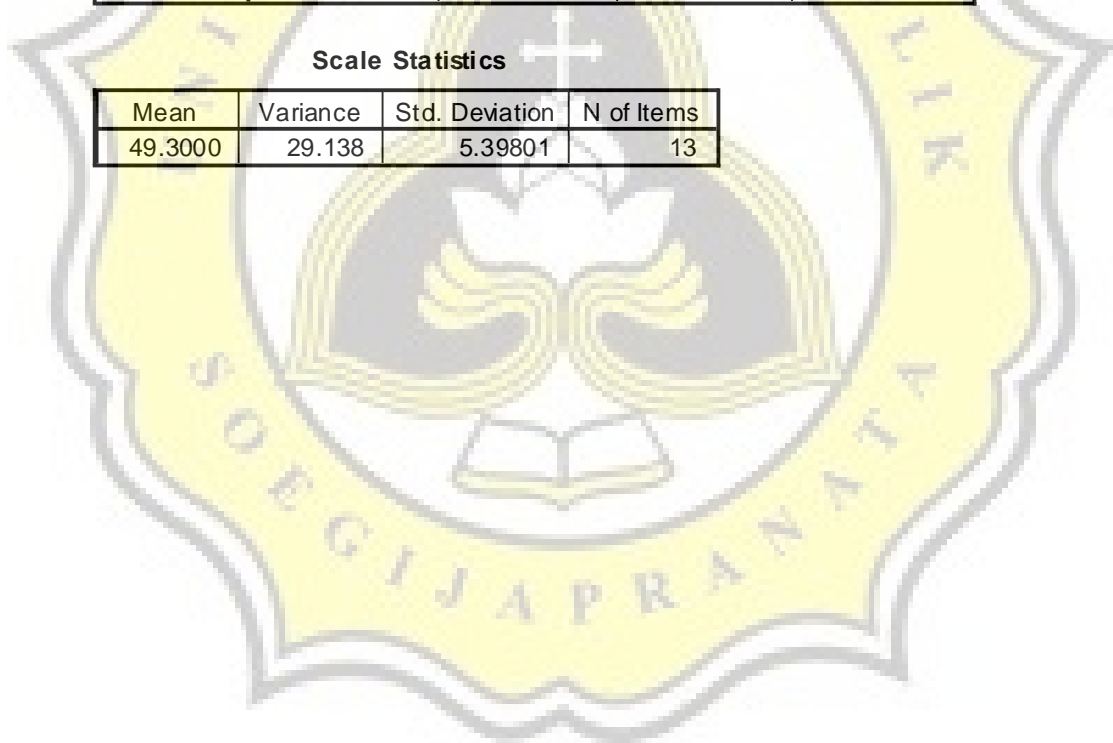 Scale Statistics
Mean Variance Std. Deviation N of Items
49.3000 29.138 5.39801 13
SOEGIJAPRANATA